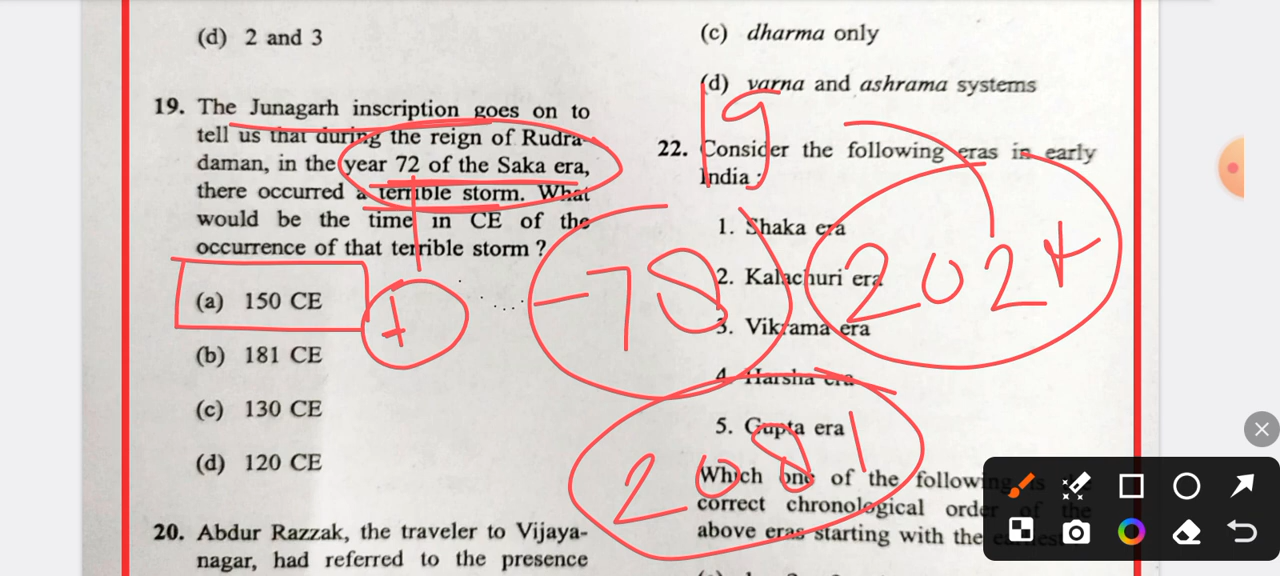 (d) 2 and 3
19. The Junagarh inscription goes on to
tell us that during the reign of Rudra-
daman, in the year 72 of the Saka era,
there occurred a terrible storm. What
would be the time in CE of the
occurrence of that terrible storm ?
(a) 150 CE
(b) 181 CE
(c) 130 CE
(d) 120 CE
20. Abdur Razzak, the traveler to Vijaya-
nagar, had referred to the presence
(c) dharma only
(d) varna and ashrama systems
22. Consider the following eras in early
India :
1. Shaka era
2. Kalachuri era
3. Vikrama era
4. Harsha era
5. Gupta era
Which one of the following is the
correct chronological order of the
above eras starting with the earliest
19
-78
2024
2081
+